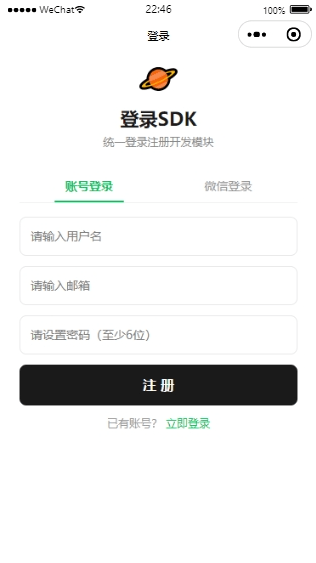 WeChat 22:46 100%
登录
登录SDK
统一登录注册开发模块
账号登录 微信登录
请输入用户名
请输入邮箱
请设置密码（至少6位）
注 册
已有账号？ 立即登录